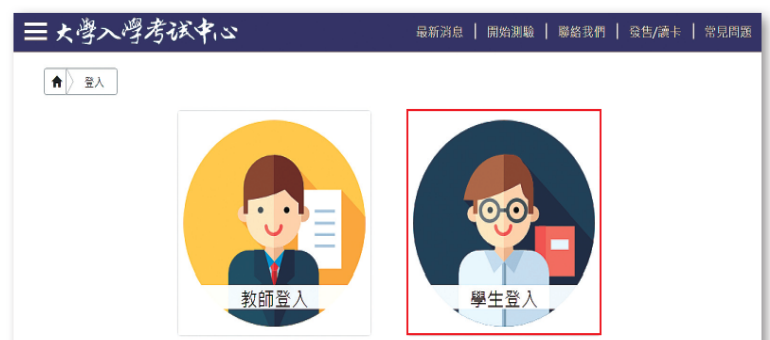 大學入學考試中心
最新消息 | 開始測驗 | 聯絡我們 | 發售/讀卡 | 常見問題
登入
教師登入
學生登入